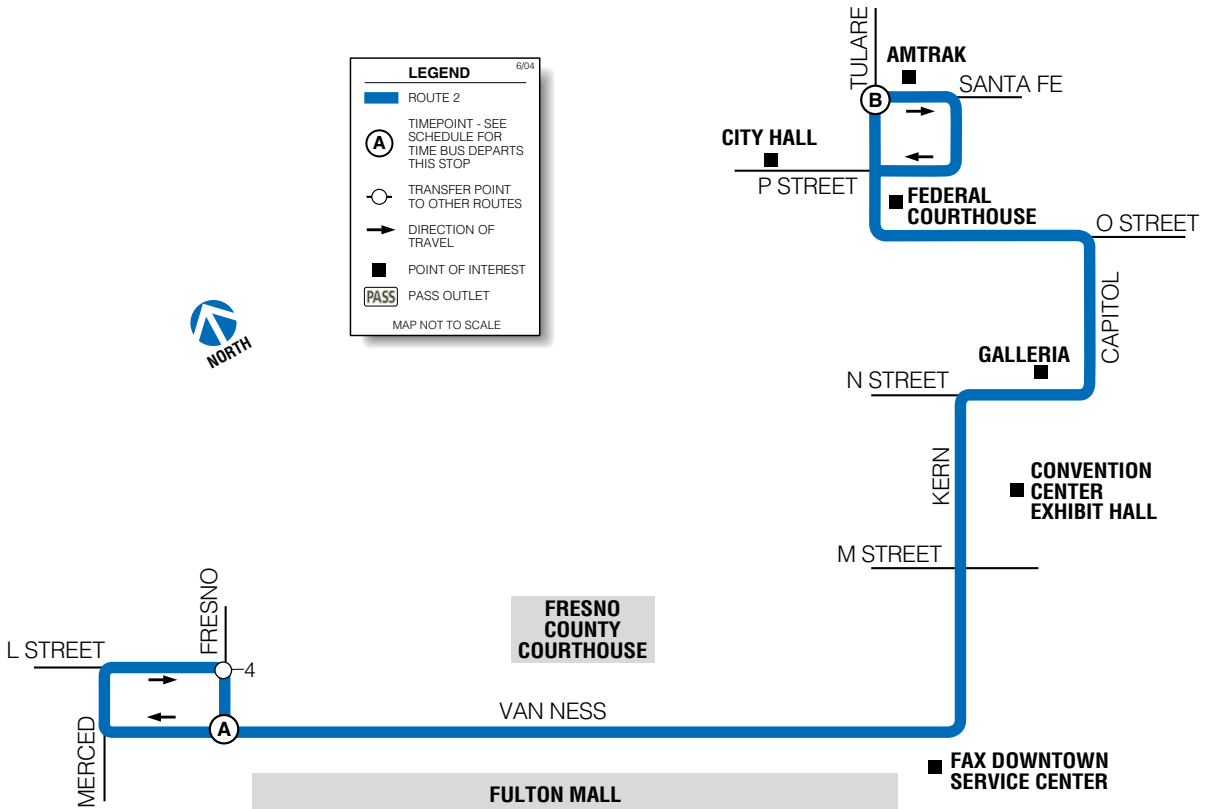 TULARE
AMTRAK
SANTA FE
B
LEGEND
6/04
ROUTE 2
A
TIMEPOINT - SEE
SCHEDULE FOR
TIME BUS DEPARTS
THIS STOP
TRANSFER POINT
TO OTHER ROUTES
DIRECTION OF
TRAVEL
POINT OF INTEREST
PASS
PASS OUTLET
MAP NOT TO SCALE
CITY HALL
P STREET
FEDERAL
COURTHOUSE
O STREET
CAPITOL
NORTH
GALLERIA
N STREET
KERN
CONVENTION
CENTER
EXHIBIT HALL
M STREET
FRESNO
FRESNO
COUNTY
COURTHOUSE
L STREET
4
MERCED
A
VAN NESS
FAX DOWNTOWN
SERVICE CENTER
FULTON MALL